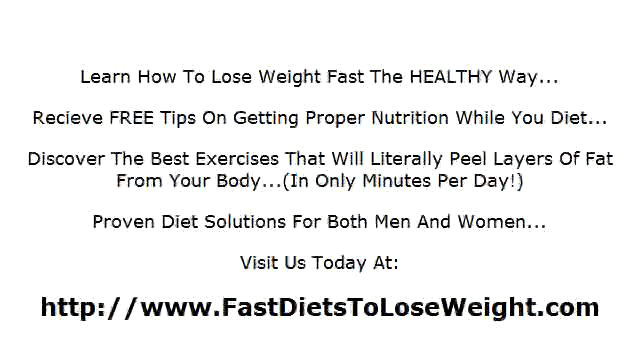 Learn How To Lose Weight Fast The HEALTHY Way...
Recieve FREE Tips On Getting Proper Nutrition While You Diet...
Discover The Best Exercises That Will Literally Peel Layers Of Fat
From Your Body...(In Only Minutes Per Day!)
Proven Diet Solutions For Both Men And Women...
Visit Us Today At:
http://www.FastDietsToLoseWeight.com